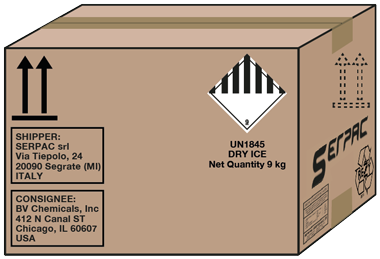 SHIPPER:
SERPAC srl
Via Tiepolo, 24
20090 Segrate (MI)
ITALY
CONSIGNEE:
BV Chemicals, Inc
412 N Canal ST
Chicago, IL 60607
USA
9
UN1845
DRY ICE
Net Quantity 9 kg
SERPAC